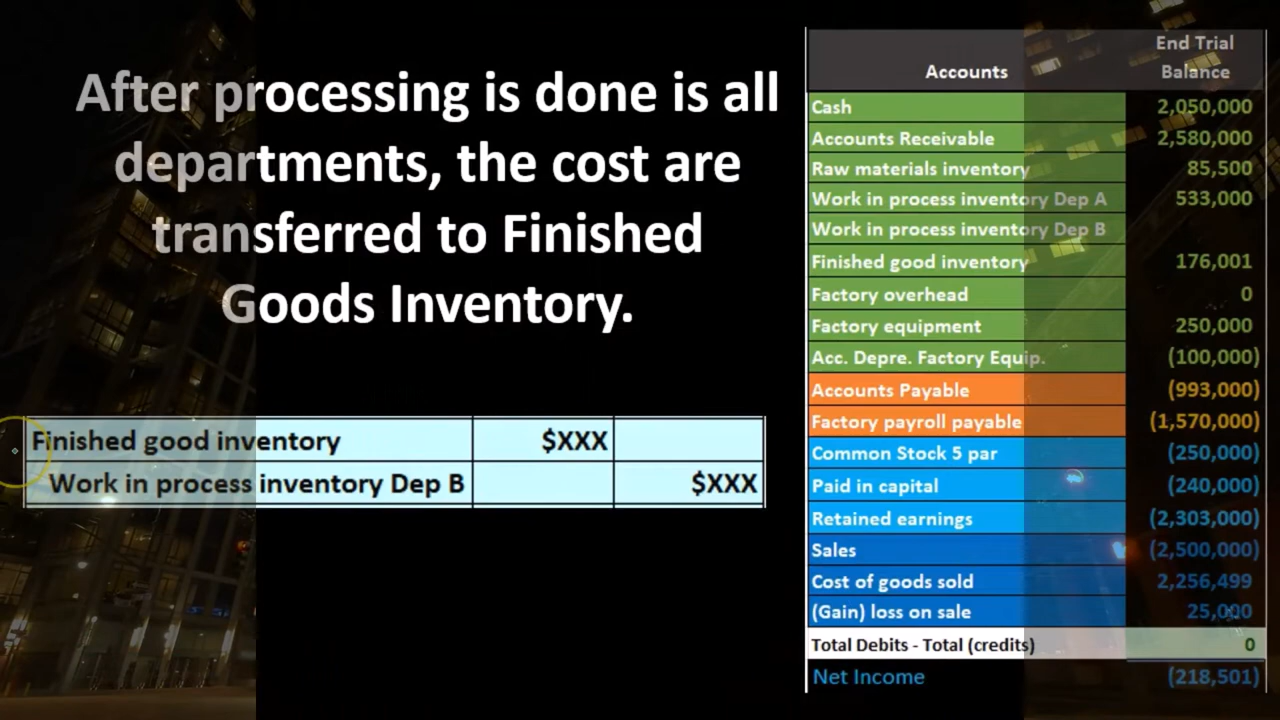 After processing is done is all
departments, the cost are
transferred to Finished
Goods Inventory.
Finished good inventory $XXX
Work in process inventory Dep B $XXX
End Trial
Accounts Balance
Cash 2,050,000
Accounts Receivable 2,580,000
Raw materials inventory 85,500
Work in process inventory Dep A 533,000
Work in process inventory Dep B
Finished good inventory 176,001
Factory overhead 0
Factory equipment 250,000
Acc. Depre. Factory Equip. (100,000)
Accounts Payable (993,000)
Factory payroll payable (1,570,000)
Common Stock 5 par (250,000)
Paid in capital (240,000)
Retained earnings (2,303,000)
Sales (2,500,000)
Cost of goods sold 2,256,499
(Gain) loss on sale 25,000
Total Debits - Total (credits) 0
Net Income (218,501)